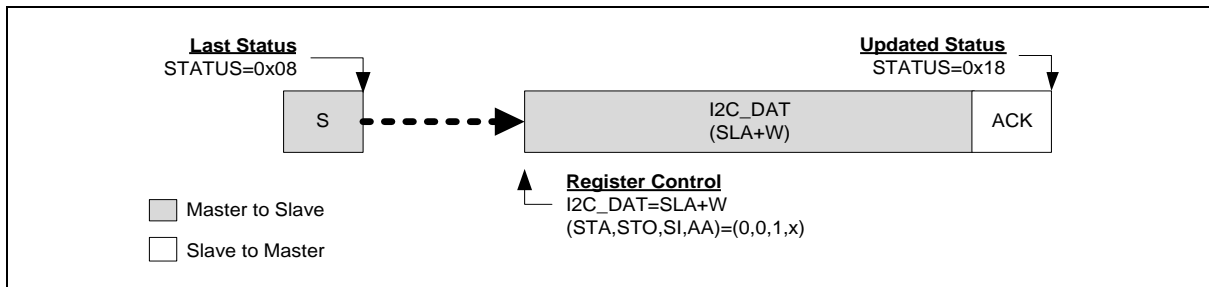 Last Status
STATUS=0x08
Updated Status
STATUS=0x18
S
I2C_DAT
(SLA+W)
ACK
Register Control
I2C_DAT=SLA+W
(STA,STO,SI,AA)=(0,0,1,x)
Master to Slave
Slave to Master